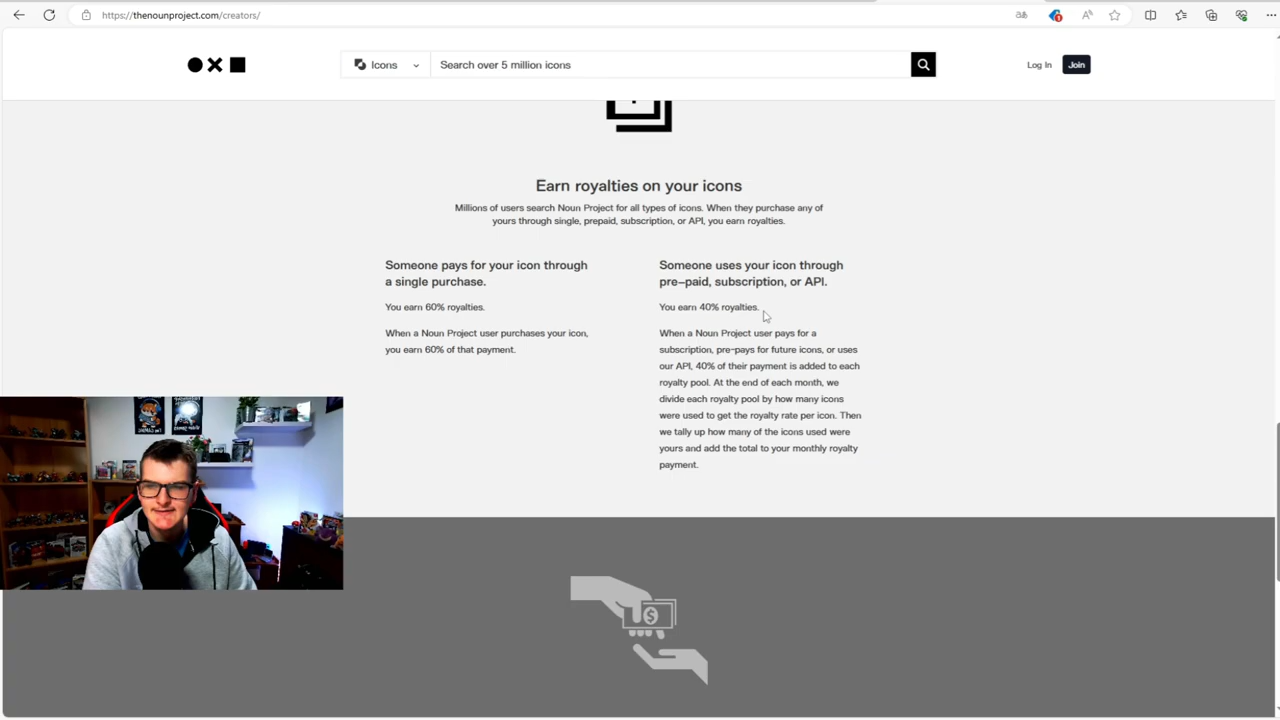 https://thenounproject.com/creators/
Icons
Search over 5 million icons
Log In
Join
Earn royalties on your icons
Millions of users search Noun Project for all types of icons. When they purchase any of
yours through single, prepaid, subscription, or API, you earn royalties.
Someone pays for your icon through
a single purchase.
You earn 60% royalties.
When a Noun Project user purchases your icon,
you earn 60% of that payment.
Someone uses your icon through
pre-paid, subscription, or API.
You earn 40% royalties.
When a Noun Project user pays for a
subscription, pre-pays for future icons, or uses
our API, 40% of their payment is added to each
royalty pool. At the end of each month, we
divide each royalty pool by how many icons
were used to get the royalty rate per icon. Then
we tally up how many of the icons used were
yours and add the total to your monthly royalty
payment.
$